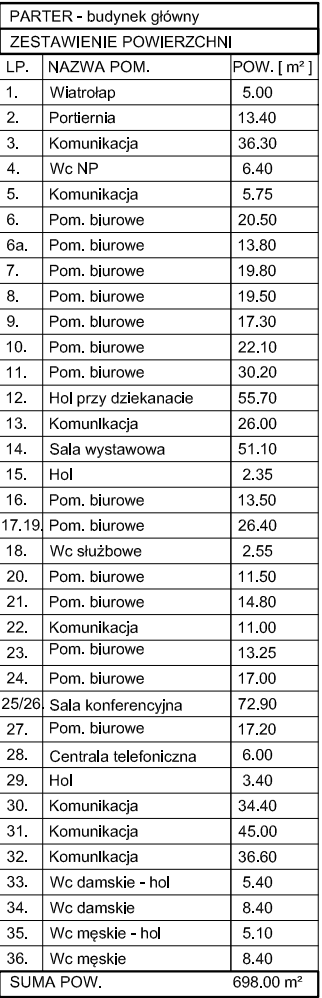 PARTER - budynek główny
ZESTAWIENIE POWIERZCHNI
LP. NAZWA POM. POW. [ m² ]
1. Wiatrołap 5.00
2. Portiernia 13.40
3. Komunikacja 36.30
4. Wc NP 6.40
5. Komunikacja 5.75
6. Pom. biurowe 20.50
6a. Pom. biurowe 13.80
7. Pom. biurowe 19.80
8. Pom. biurowe 19.50
9. Pom. biurowe 17.30
10. Pom. biurowe 22.10
11. Pom. biurowe 30.20
12. Hol przy dziekanacie 55.70
13. Komunikacja 26.00
14. Sala wystawowa 51.10
15. Hol 2.35
16. Pom. biurowe 13.50
17.19. Pom. biurowe 26.40
18. Wc służbowe 2.55
20. Pom. biurowe 11.50
21. Pom. biurowe 14.80
22. Komunikacja 11.00
23. Pom. biurowe 13.25
24. Pom. biurowe 17.00
25/26. Sala konferencyjna 72.90
27. Pom. biurowe 17.20
28. Centrala telefoniczna 6.00
29. Hol 3.40
30. Komunikacja 34.40
31. Komunikacja 45.00
32. Komunikacja 36.60
33. Wc damskie - hol 5.40
34. Wc damskie 8.40
35. Wc męskie - hol 5.10
36. Wc męskie 8.40
SUMA POW. 698.00 m²